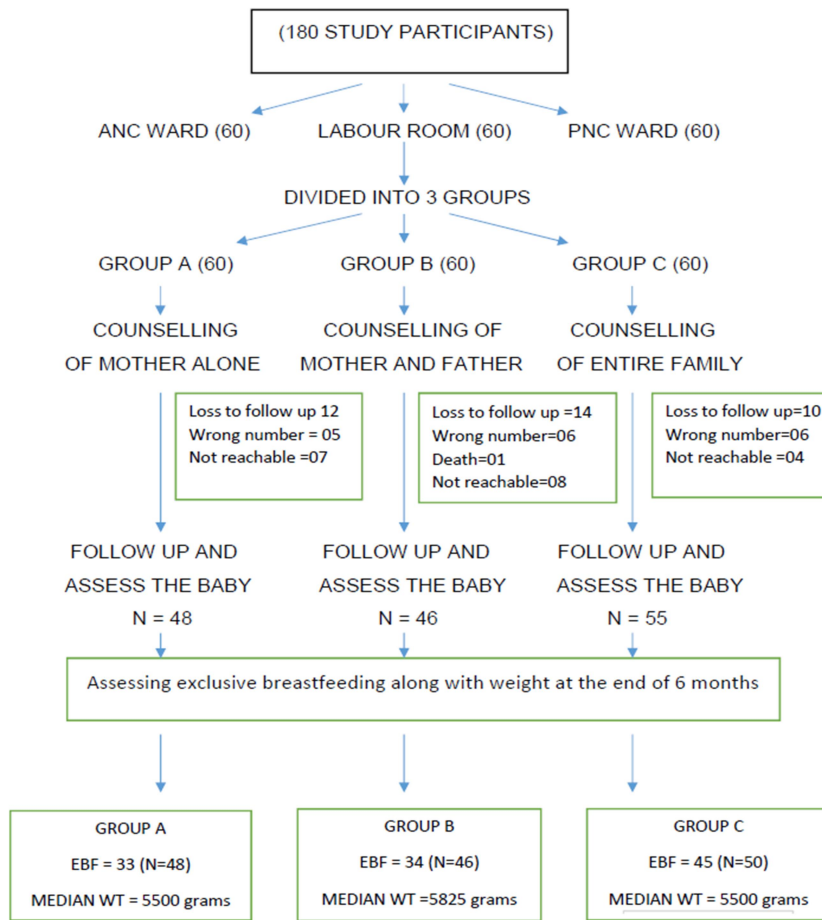 (180 STUDY PARTICIPANTS)
ANC WARD (60)
LABOUR ROOM (60)
PNC WARD (60)
DIVIDED INTO 3 GROUPS
GROUP A (60)
GROUP B (60)
GROUP C (60)
COUNSELLING
OF MOTHER ALONE
COUNSELLING OF
MOTHER AND FATHER
COUNSELLING
OF ENTIRE FAMILY
Loss to follow up 12
Wrong number = 05
Not reachable =07
Loss to follow up =14
Wrong number=06
Death=01
Not reachable=08
Loss to follow up=10
Wrong number=06
Not reachable =04
FOLLOW UP AND
ASSESS THE BABY
N = 48
FOLLOW UP AND
ASSESS THE BABY
N = 46
FOLLOW UP AND
ASSESS THE BABY
N = 55
Assessing exclusive breastfeeding along with weight at the end of 6 months
GROUP A
EBF = 33 (N=48)
MEDIAN WT = 5500 grams
GROUP B
EBF = 34 (N=46)
MEDIAN WT =5825 grams
GROUP C
EBF = 45 (N=50)
MEDIAN WT = 5500 grams